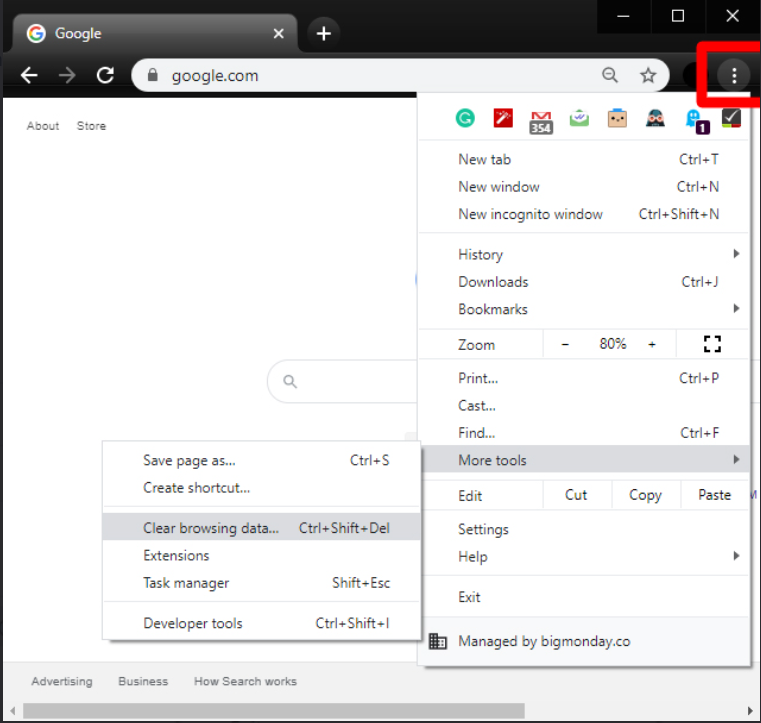 Google
google.com
About Store
354
1
New tab Ctrl+T
New window Ctrl+N
New incognito window Ctrl+Shift+N
History
Downloads Ctrl+J
Bookmarks
Zoom − 80% +
Print... Ctrl+P
Cast...
Find... Ctrl+F
More tools
Edit Cut Copy Paste
Settings
Help
Exit
Managed by bigmonday.co
Save page as... Ctrl+S
Create shortcut...
Clear browsing data... Ctrl+Shift+Del
Extensions
Task manager Shift+Esc
Developer tools Ctrl+Shift+I
Advertising Business How Search works